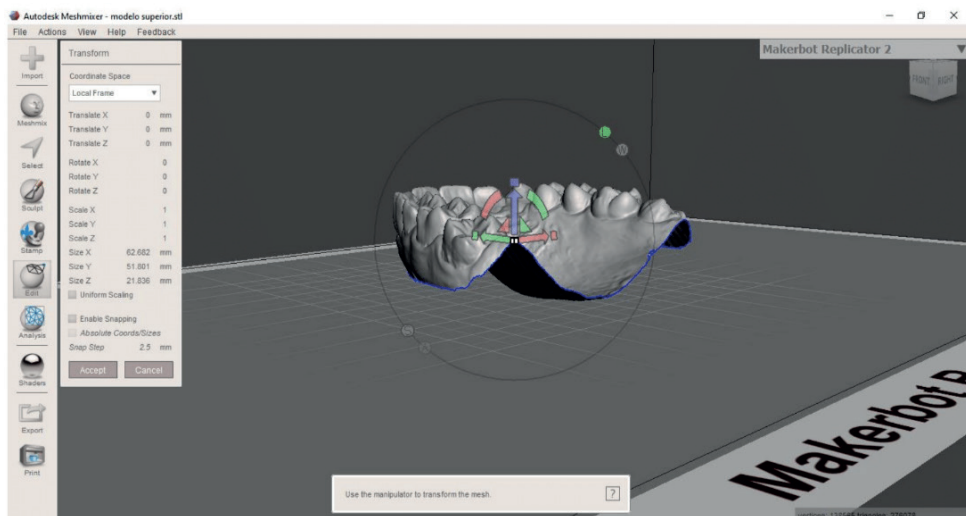 Autodesk Meshmixer - modelo superior.stl
File Actions View Help Feedback
Import
Meshmix
Select
Sculpt
Stamp
Edit
Analysis
Shaders
Export
Print
Transform
Coordinate Space
Local Frame
Translate X 0 mm
Translate Y 0 mm
Translate Z 0 mm
Rotate X 0
Rotate Y 0
Rotate Z 0
Scale X 1
Scale Y 1
Scale Z 1
Size X 62.682 mm
Size Y 51.801 mm
Size Z 21.836 mm
Uniform Scaling
Enable Snapping
Absolute Coords/Sizes
Snap Step 2.5 mm
Accept Cancel
Makerbot Replicator 2
FRONT RIGHT
L
W
Makerbot R
Use the manipulator to transform the mesh. ?